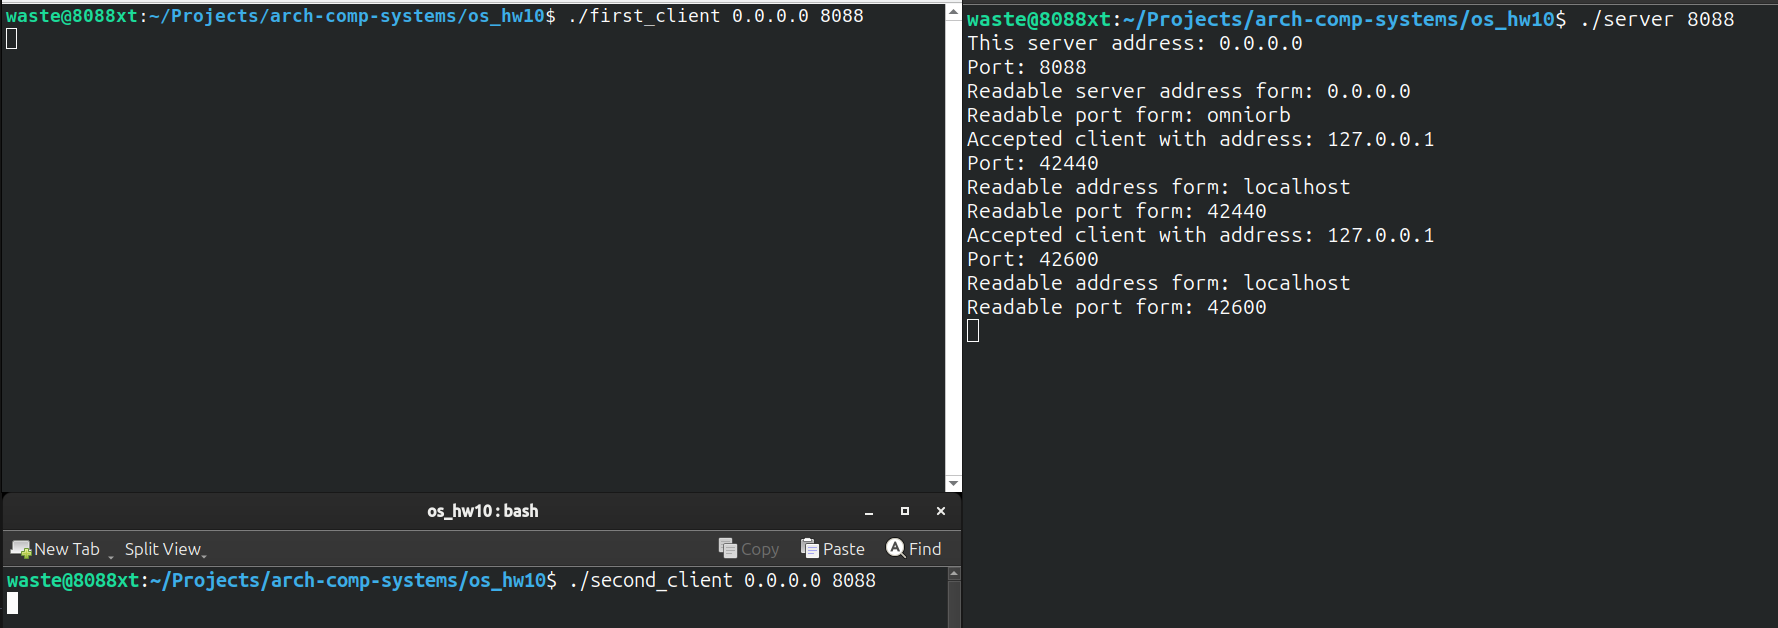 waste@8088xt:~/Projects/arch-comp-systems/os_hw10$ ./first_client 0.0.0.0 8088
os_hw10 : bash
New Tab Split View Copy Paste Find
waste@8088xt:~/Projects/arch-comp-systems/os_hw10$ ./second_client 0.0.0.0 8088
waste@8088xt:~/Projects/arch-comp-systems/os_hw10$ ./server 8088
This server address: 0.0.0.0
Port: 8088
Readable server address form: 0.0.0.0
Readable port form: omniorb
Accepted client with address: 127.0.0.1
Port: 42440
Readable address form: localhost
Readable port form: 42440
Accepted client with address: 127.0.0.1
Port: 42600
Readable address form: localhost
Readable port form: 42600